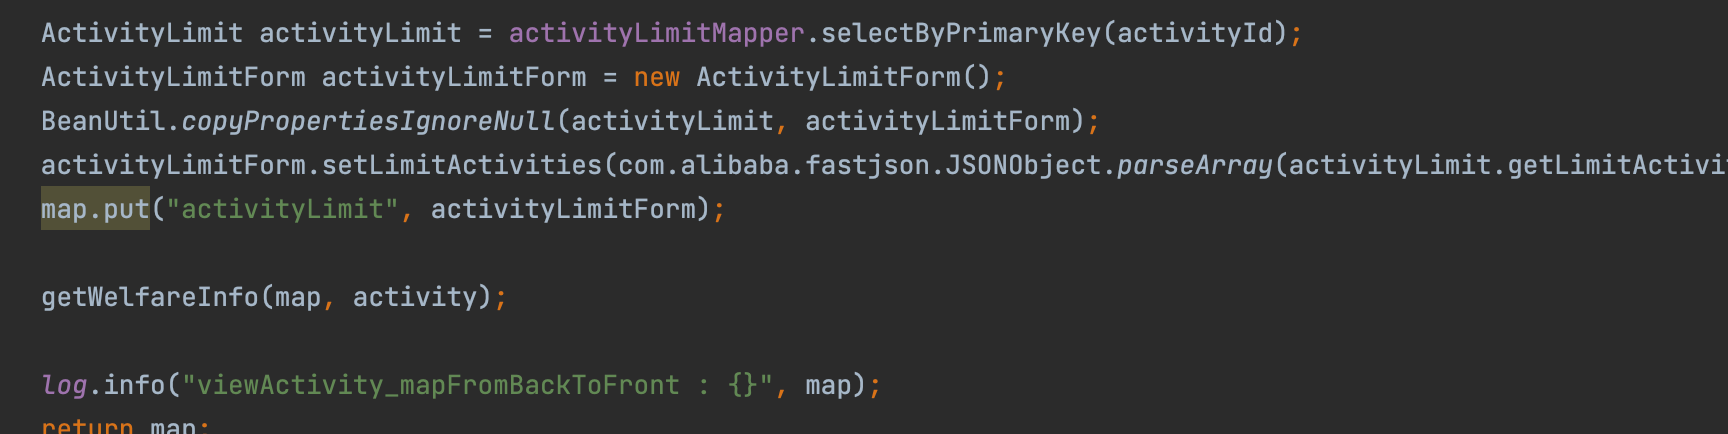 ActivityLimit activityLimit = activityLimitMapper.selectByPrimaryKey(activityId);
ActivityLimitForm activityLimitForm = new ActivityLimitForm();
BeanUtil.copyPropertiesIgnoreNull(activityLimit, activityLimitForm);
activityLimitForm.setLimitActivities(com.alibaba.fastjson.JSONObject.parseArray(activityLimit.getLimitActivi
map.put("activityLimit", activityLimitForm);
getWelfareInfo(map, activity);
log.info("viewActivity_mapFromBackToFront : {}", map);
return map;